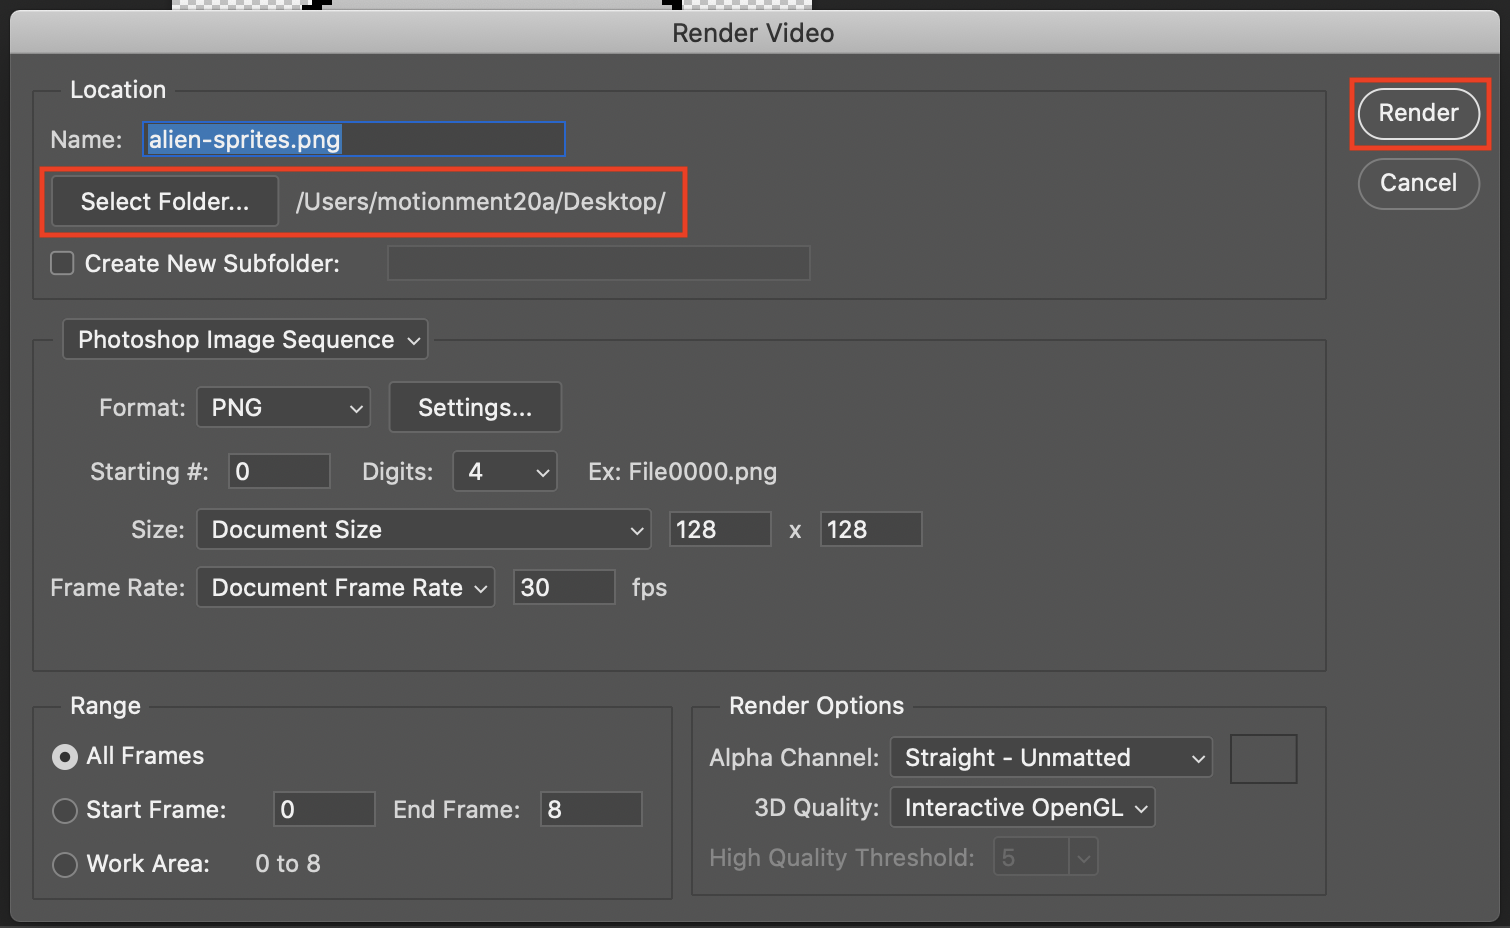 Render Video
Location
Name: alien-sprites.png
Select Folder... /Users/motionment20a/Desktop/
Create New Subfolder:
Render
Cancel
Photoshop Image Sequence
Format: PNG Settings...
Starting #: 0 Digits: 4 Ex: File0000.png
Size: Document Size 128 x 128
Frame Rate: Document Frame Rate 30 fps
Range
All Frames
Start Frame: 0 End Frame: 8
Work Area: 0 to 8
Render Options
Alpha Channel: Straight - Unmatted
3D Quality: Interactive OpenGL
High Quality Threshold: 5